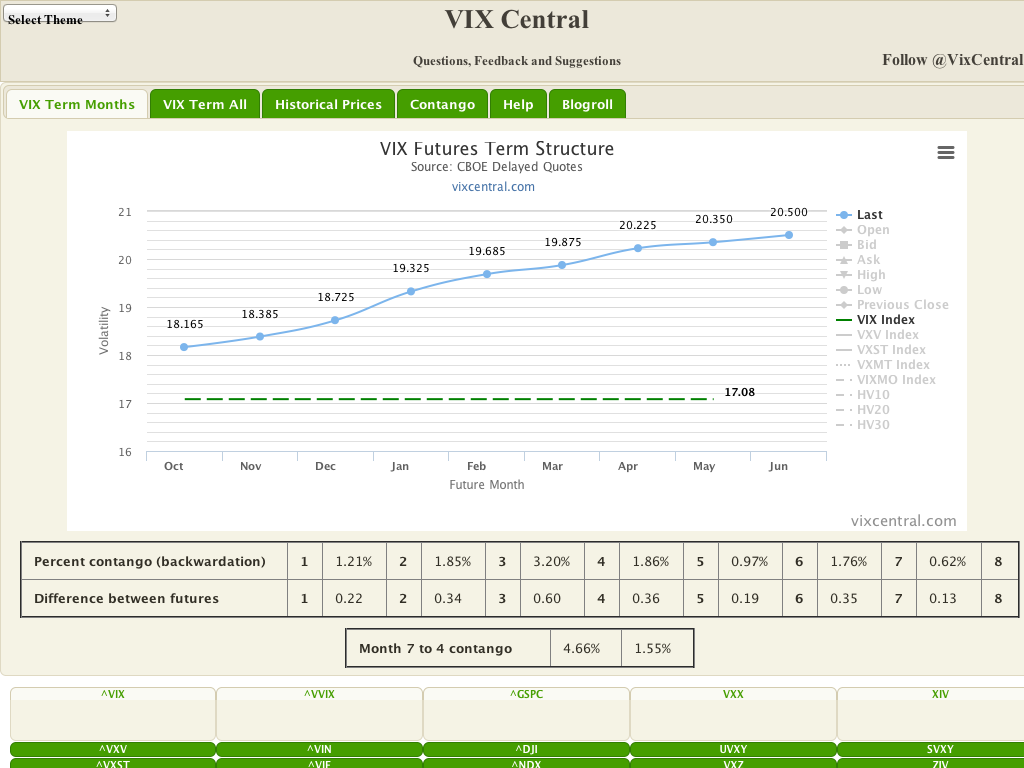 Select Theme
VIX Central
Questions, Feedback and Suggestions
Follow @VixCentral
VIX Term Months VIX Term All Historical Prices Contango Help Blogroll
VIX Futures Term Structure
Source: CBOE Delayed Quotes
vixcentral.com
Volatility
21
20
19
18
17
16
18.165 18.385 18.725 19.325 19.685 19.875 20.225 20.350 20.500
17.08
Oct Nov Dec Jan Feb Mar Apr May Jun
Future Month
Last
Open
Bid
Ask
High
Low
Previous Close
VIX Index
VXV Index
VXST Index
VXMT Index
VIXMO Index
HV10
HV20
HV30
vixcentral.com
Percent contango (backwardation) 1 1.21% 2 1.85% 3 3.20% 4 1.86% 5 0.97% 6 1.76% 7 0.62% 8
Difference between futures 1 0.22 2 0.34 3 0.60 4 0.36 5 0.19 6 0.35 7 0.13 8
Month 7 to 4 contango 4.66% 1.55%
^VIX ^VVIX ^GSPC VXX XIV
^VXV ^VIN ^DJI UVXY SVXY
^VXST ^VIF ^NDX VXZ ZIV